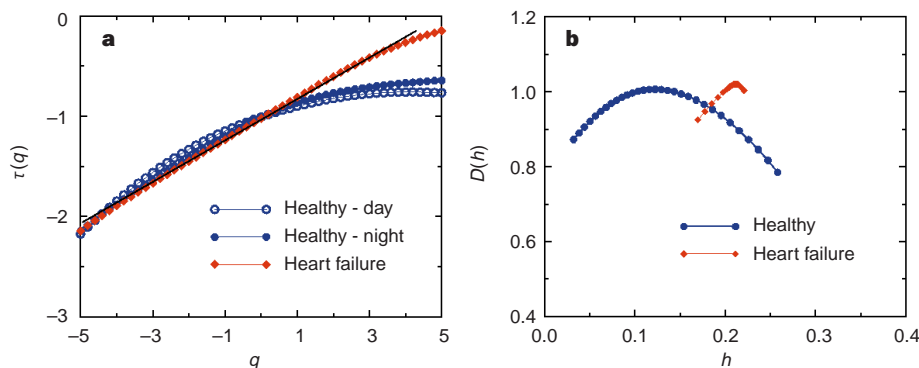 a
0
–1
–2
–3
τ(q)
–5
–3
–1
1
3
5
q
Healthy - day
Healthy - night
Heart failure
b
1.2
1.0
0.8
0.6
0.4
D(h)
0.0
0.1
0.2
0.3
0.4
h
Healthy
Heart failure